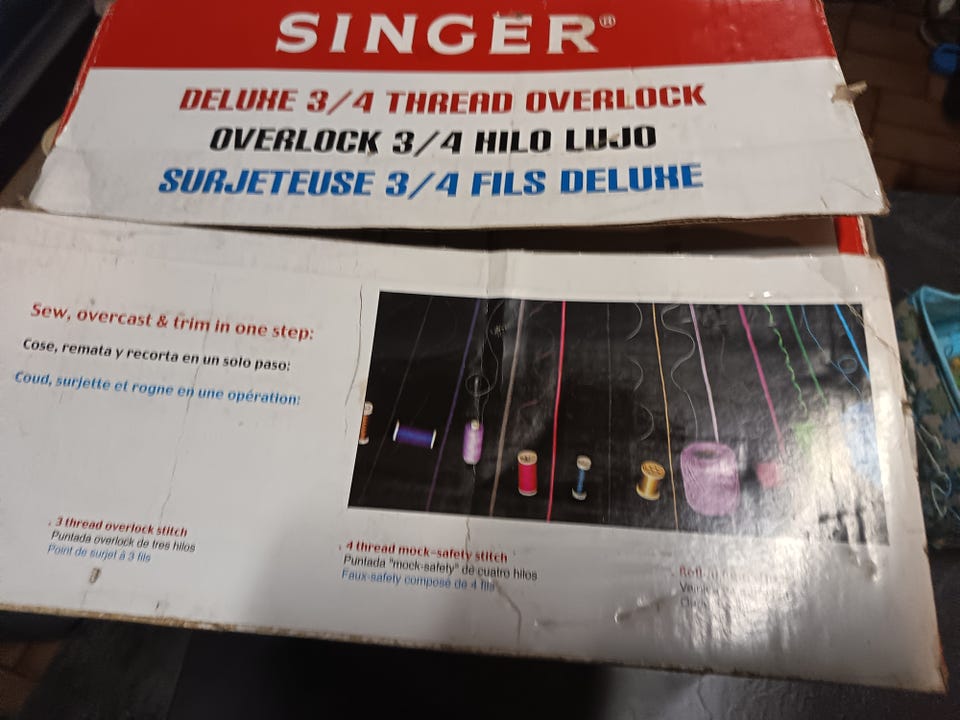 SINGER®
DELUXE 3/4 THREAD OVERLOCK
OVERLOCK 3/4 HILO LUJO
SURJETEUSE 3/4 FILS DELUXE
Sew, overcast & trim in one step:
Cose, remata y recorta en un solo paso:
Coud, surjette et rogne en une opération:
. 3 thread overlock stitch
Puntada overlock de tres hilos
Point de surjet à 3 fils
. 4 thread mock-safety stitch
Puntada "mock-safety" de cuatro hilos
Faux-safety composé de 4 fils